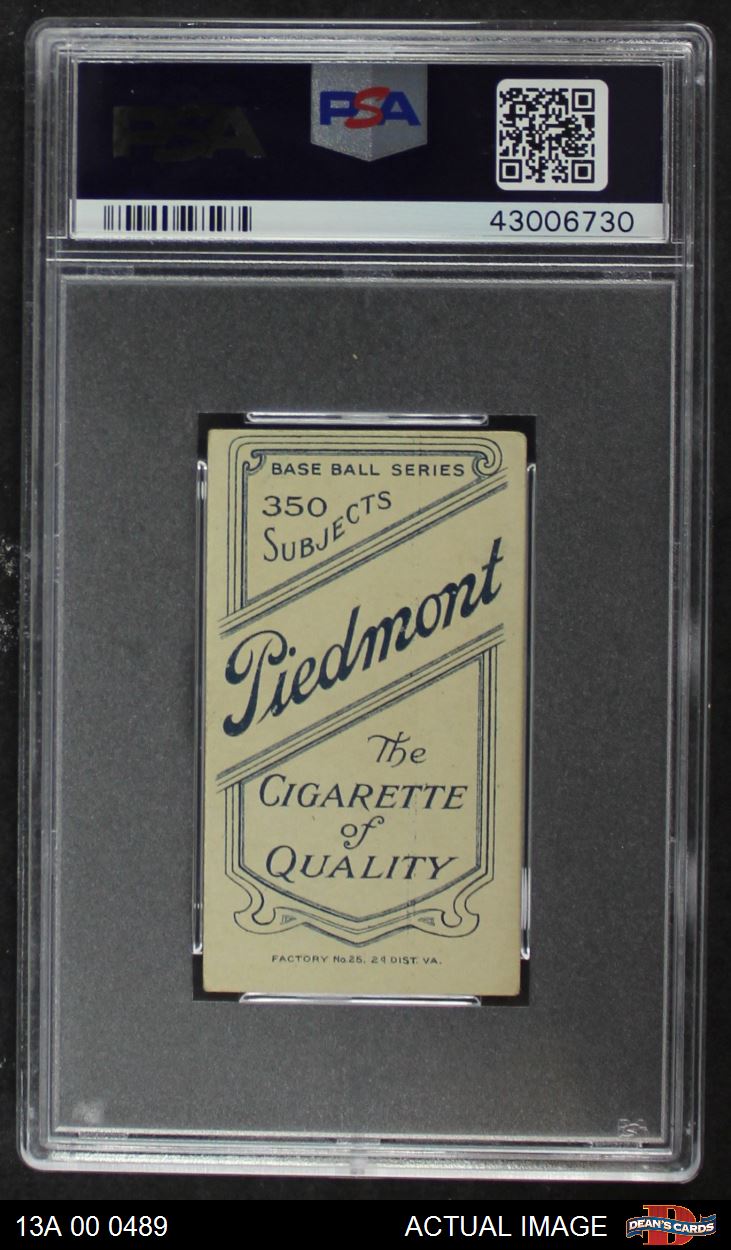 PSA
PSA
43006730
BASE BALL SERIES
350
SUBJECTS
Piedmont
The
CIGARETTE
of
QUALITY
FACTORY No.25, 2d DIST. VA.
PSA
13A 00 0489 ACTUAL IMAGE DEAN'S CARDS